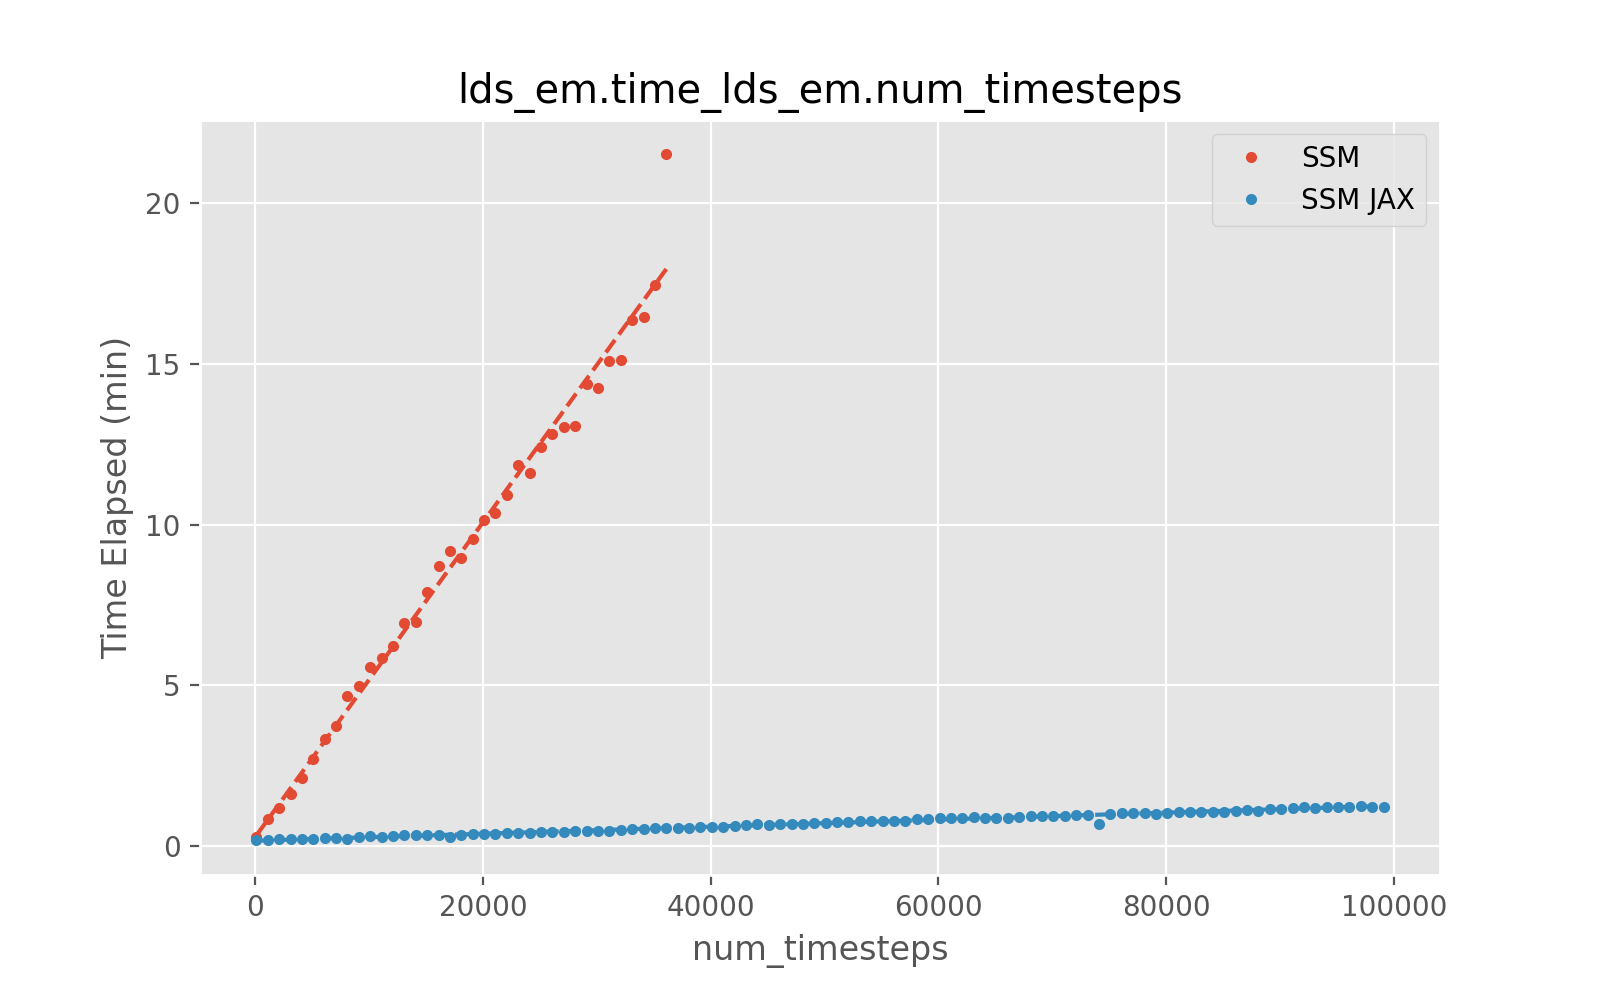 lds_em.time_lds_em.num_timesteps
SSM
SSM JAX
Time Elapsed (min)
20
15
10
5
0
0 20000 40000 60000 80000 100000
num_timesteps